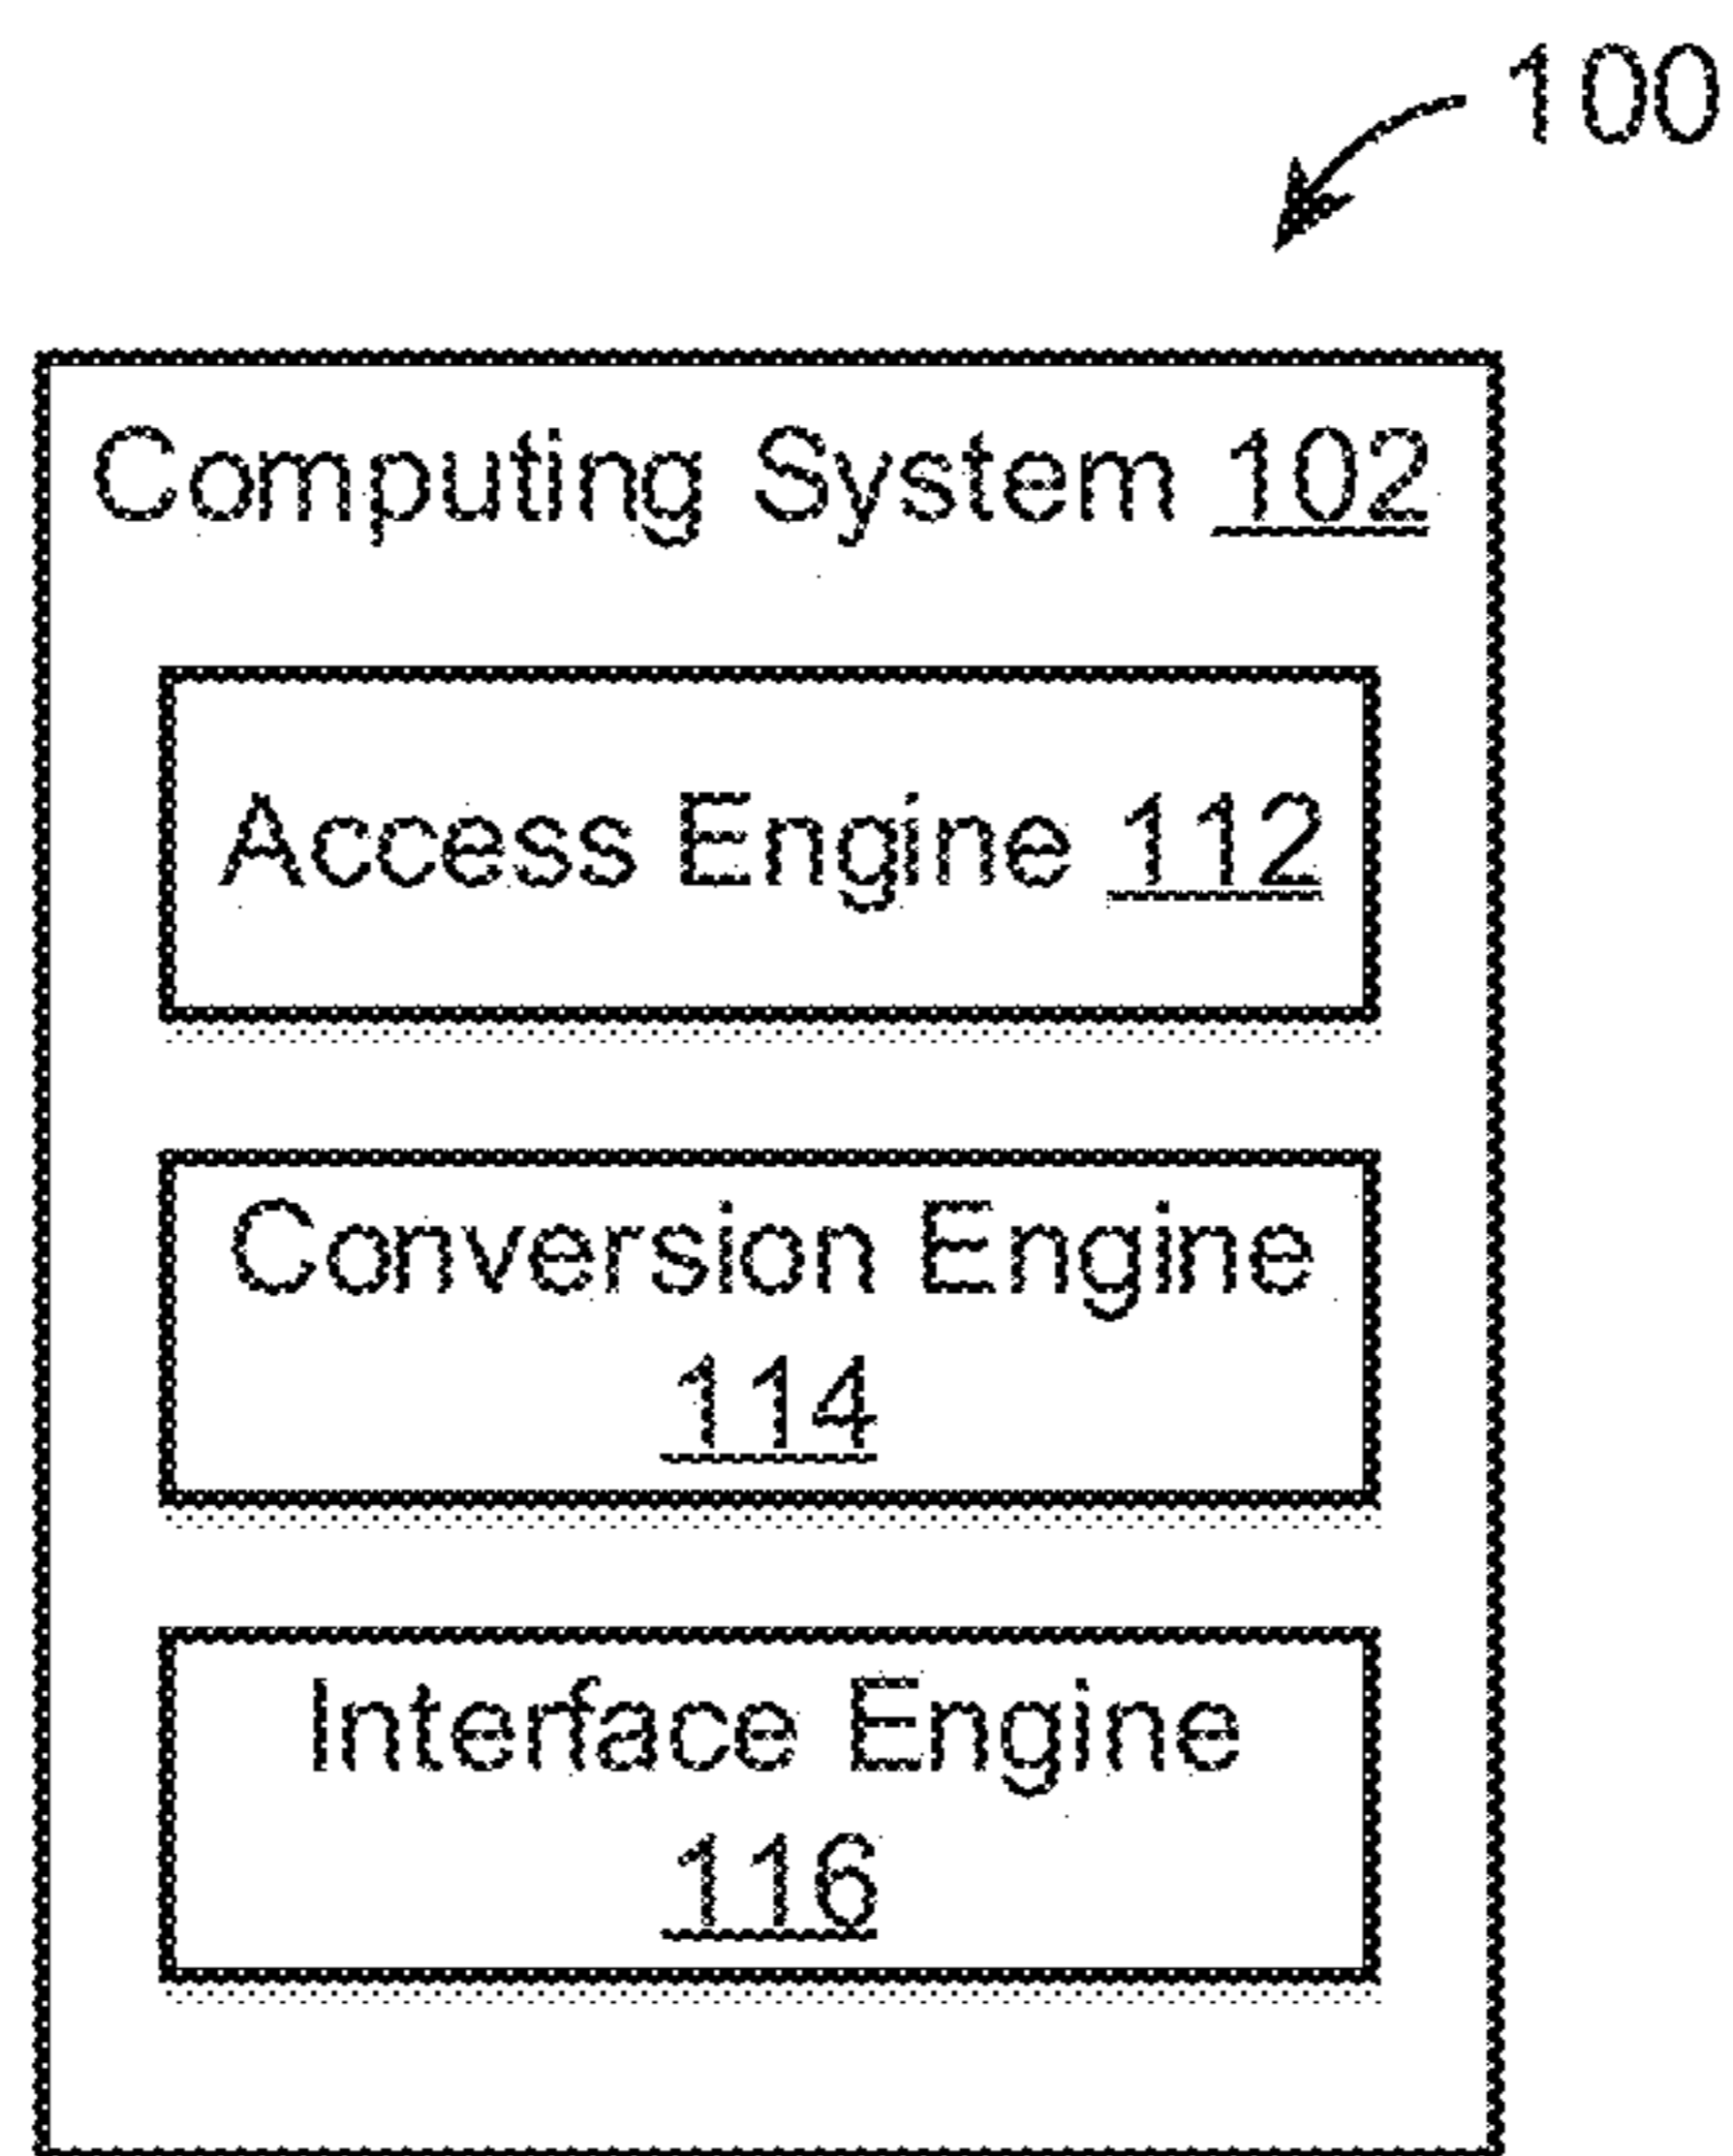 100
Computing System 102
Access Engine 112
Conversion Engine
114
Interface Engine
116